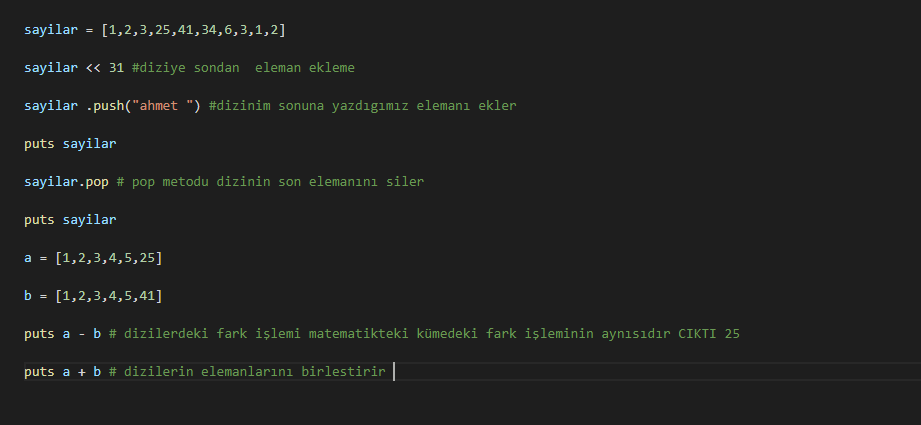 sayilar = [1,2,3,25,41,34,6,3,1,2]
sayilar << 31 #diziye sondan  eleman ekleme
sayilar .push("ahmet ") #dizinim sonuna yazdıgımız elemanı ekler
puts sayilar
sayilar.pop # pop metodu dizinin son elemanını siler
puts sayilar
a = [1,2,3,4,5,25]
b = [1,2,3,4,5,41]
puts a - b # dizilerdeki fark işlemi matematikteki kümedeki fark işleminin aynısıdır CIKTI 25
puts a + b # dizilerin elemanlarını birlestirir